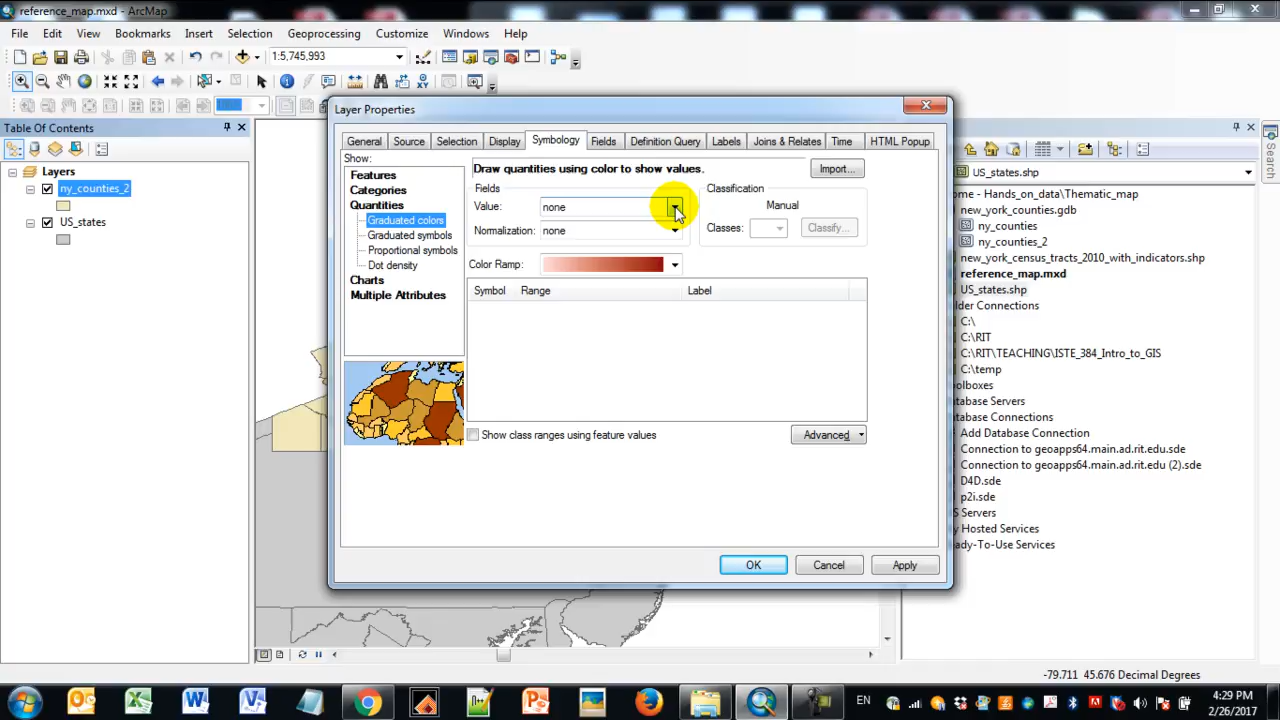 reference_map.mxd - ArcMap
File Edit View Bookmarks Insert Selection Geoprocessing Customize Windows Help
1:5,745,993
Table Of Contents
Layers
ny_counties_2
US_states
Layer Properties
General Source Selection Display Symbology Fields Definition Query Labels Joins & Relates Time HTML Popup
Show:
Features
Categories
Quantities
Graduated colors
Graduated symbols
Proportional symbols
Dot density
Charts
Multiple Attributes
Draw quantities using color to show values.
Import...
Fields
Value: none
Normalization: none
Classification
Manual
Classes:
Classify...
Color Ramp:
Symbol Range Label
Show class ranges using feature values
Advanced
OK Cancel Apply
Search
US_states.shp
ome - Hands_on_data\Thematic_map
new_york_counties.gdb
ny_counties
ny_counties_2
new_york_census_tracts_2010_with_indicators.shp
reference_map.mxd
US_states.shp
older Connections
C:\
C:\RIT
C:\RIT\TEACHING\ISTE_384_Intro_to_GIS
C:\temp
oolboxes
atabase Servers
atabase Connections
Add Database Connection
Connection to geoapps64.main.ad.rit.edu.sde
Connection to geoapps64.main.ad.rit.edu (2).sde
D4D.sde
p2i.sde
S Servers
y Hosted Services
eady-To-Use Services
-79.711 45.676 Decimal Degrees
EN
4:29 PM
2/26/2017